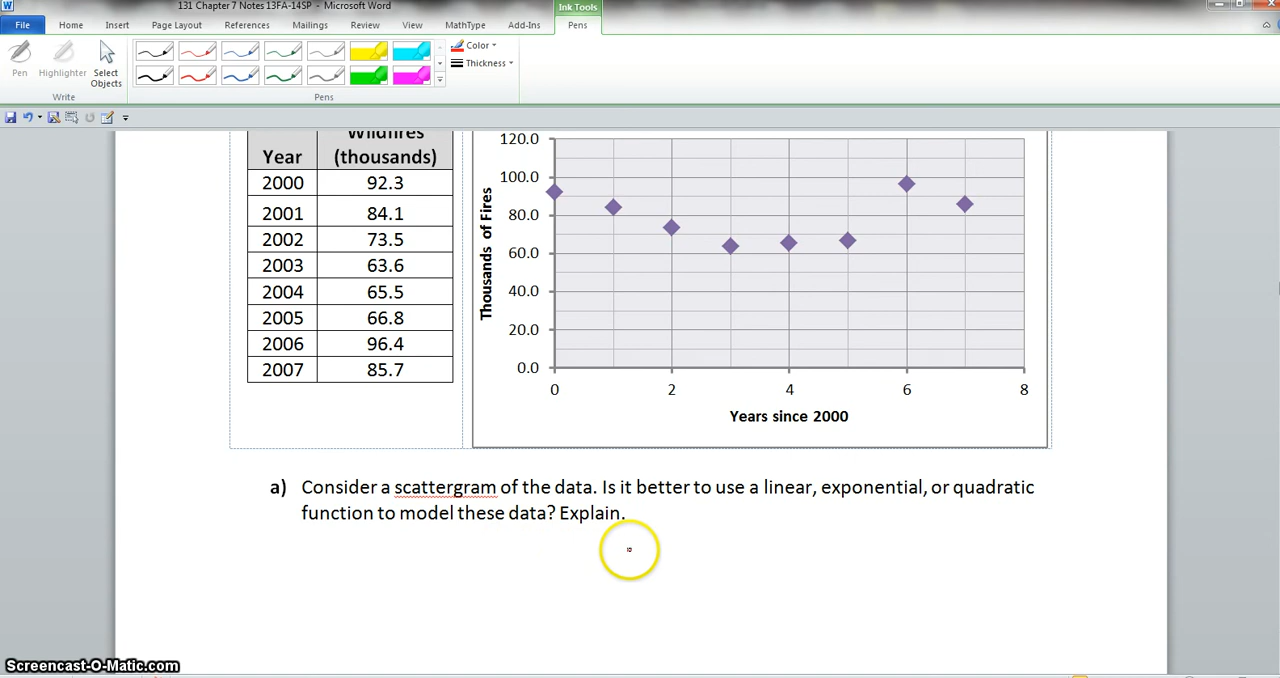 131 Chapter 7 Notes 13FA-14SP - Microsoft Word
Ink Tools
File Home Insert Page Layout References Mailings Review View MathType Add-Ins Pens
Pen Highlighter Select Objects
Color
Thickness
Write Pens
Year Wildfires (thousands)
2000 92.3
2001 84.1
2002 73.5
2003 63.6
2004 65.5
2005 66.8
2006 96.4
2007 85.7
Thousands of Fires
120.0
100.0
80.0
60.0
40.0
20.0
0.0
0 2 4 6 8
Years since 2000
a) Consider a scattergram of the data. Is it better to use a linear, exponential, or quadratic
function to model these data? Explain.
Screencast-O-Matic.com